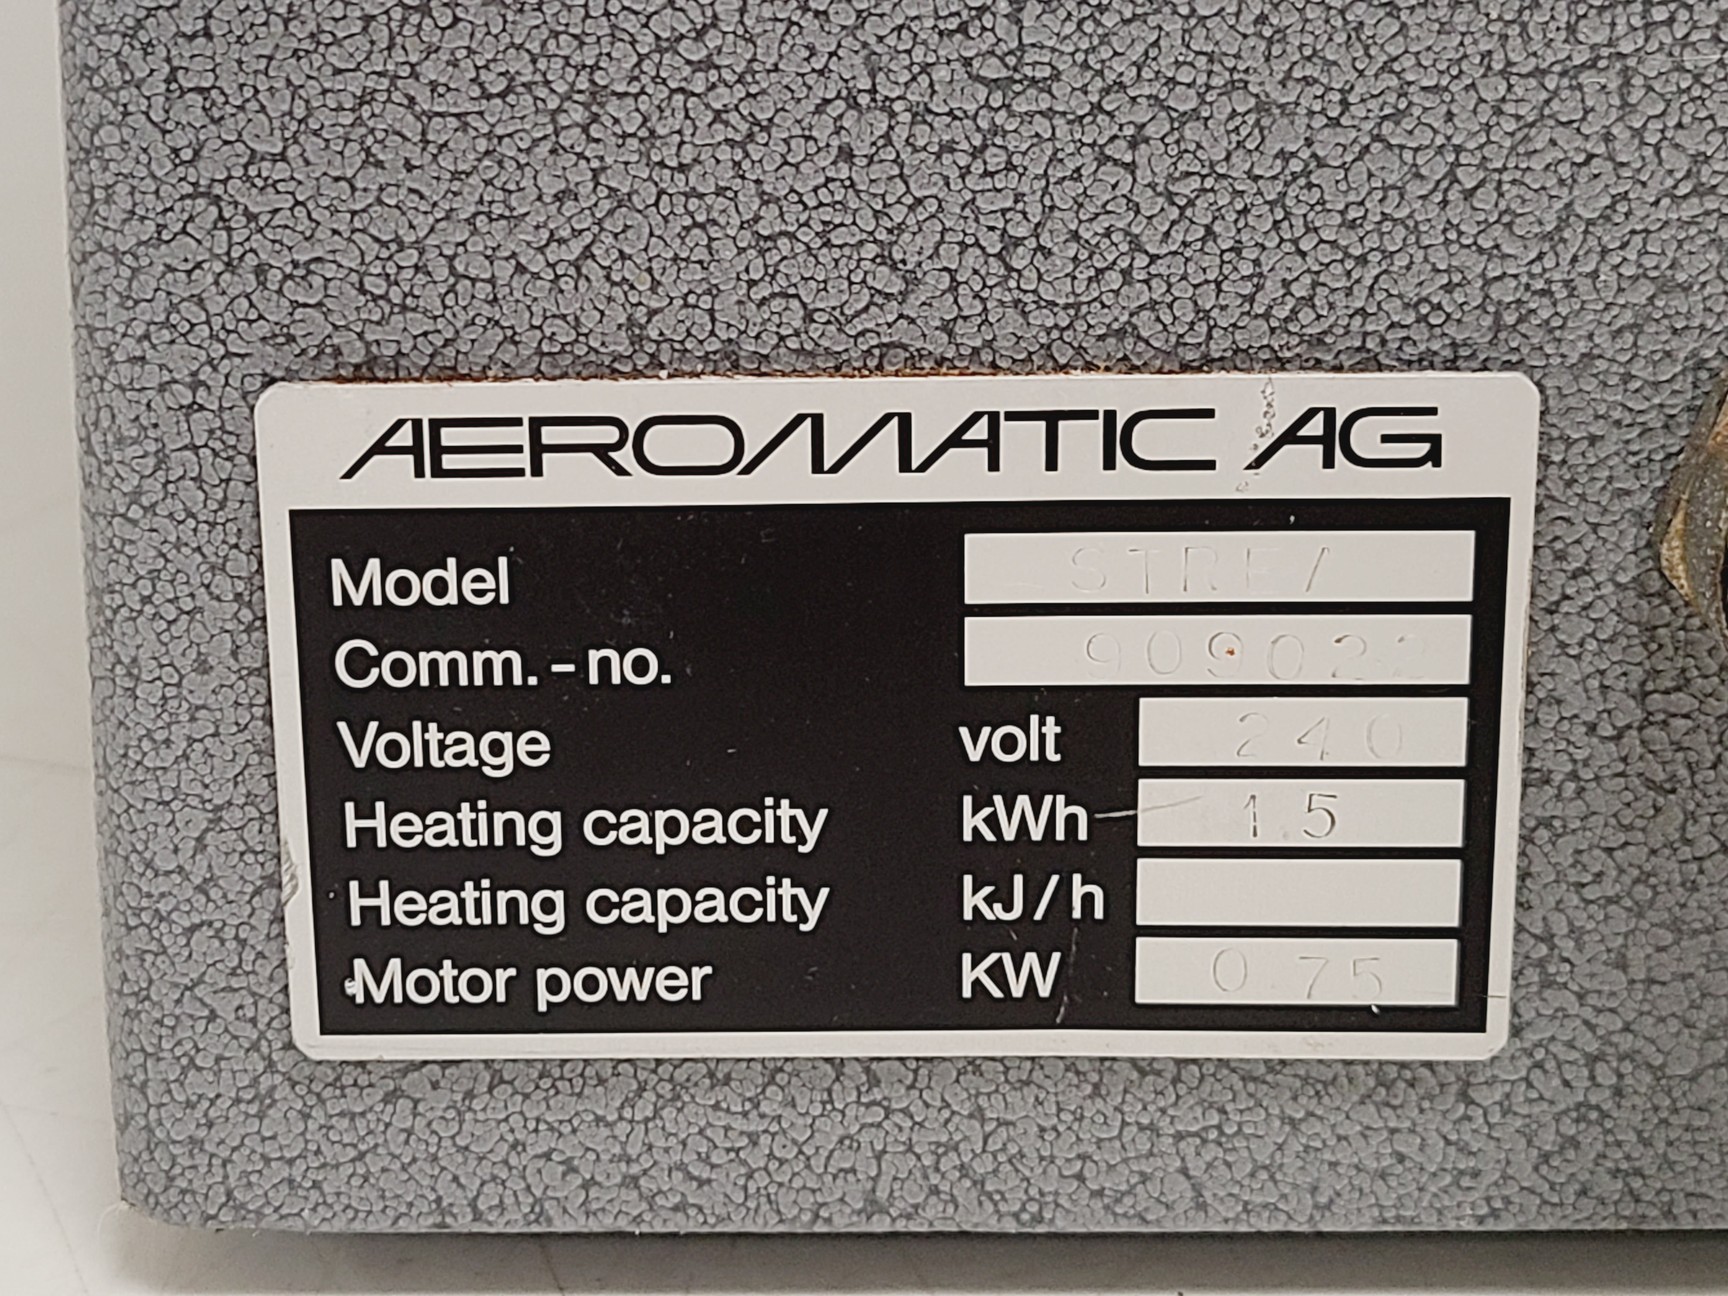 AEROMATIC AG
Model STRE/
Comm.-no. 909022
Voltage volt 240
Heating capacity kWh 1 5
Heating capacity kJ/h
Motor power KW 0 75